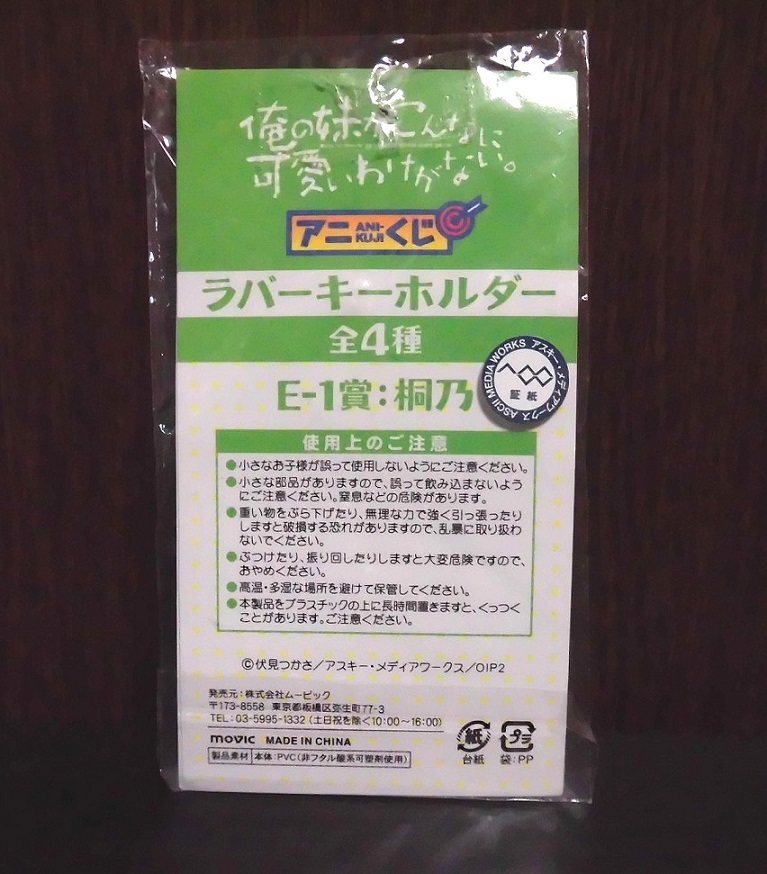 俺の妹がこんなに
可愛いわけがない。
アニ ANI-KUJI くじ
ラバーキーホルダー
全4種
E-1賞：桐乃
ASCII MEDIA WORKS アスキー・メディアワークス
証紙
使用上のご注意
●小さなお子様が誤って使用しないようにご注意ください。
●小さな部品がありますので、誤って飲み込まないよう
にご注意ください。窒息などの危険があります。
●重い物をぶら下げたり、無理な力で強く引っ張ったり
しますと破損する恐れがありますので、乱暴に取り扱わ
ないでください。
●ぶつけたり、振り回したりしますと大変危険ですので、
おやめください。
●高温・多湿な場所を避けて保管してください。
●本製品をプラスチックの上に長時間置きますと、くっつく
ことがあります。ご注意ください。
©伏見つかさ/アスキー・メディアワークス/OIP2
発売元：株式会社ムービック
〒173-8558 東京都板橋区弥生町77-3
TEL：03-5995-1332（土日祝を除く10:00〜16:00）
movic MADE IN CHINA
製品素材 本体：PVC（非フタル酸系可塑剤使用）
紙 プラ
台紙 袋：PP